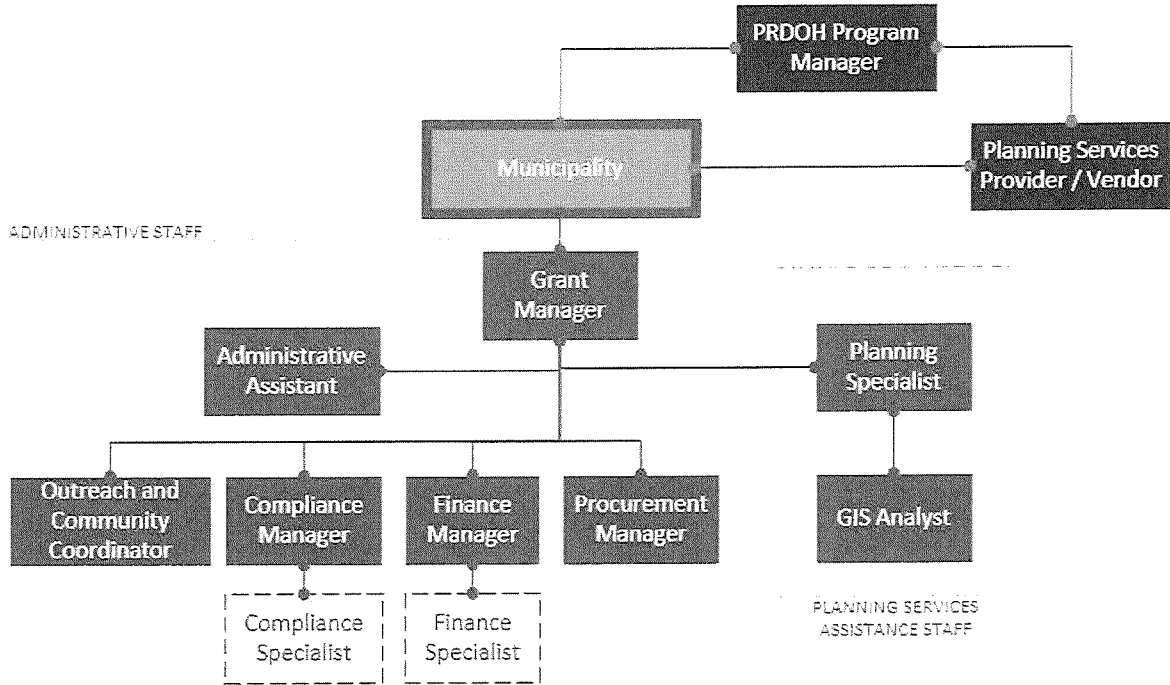 PRDOH Program
Manager
Municipality
Planning Services
Provider / Vendor
ADMINISTRATIVE STAFF
Grant
Manager
Administrative
Assistant
Planning
Specialist
Outreach and
Community
Coordinator
Compliance
Manager
Finance
Manager
Procurement
Manager
GIS Analyst
Compliance
Specialist
Finance
Specialist
PLANNING SERVICES
ASSISTANCE STAFF